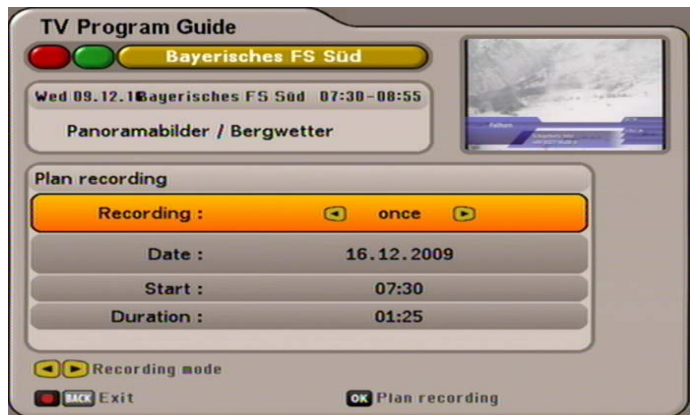 TV Program Guide
Bayerisches FS Süd
Wed 09.12.16 Bayerisches FS Süd 07:30-08:55
Panoramabilder / Bergwetter
Plan recording
Recording : once
Date : 16.12.2009
Start : 07:30
Duration : 01:25
Recording mode
BACK Exit
OK Plan recording